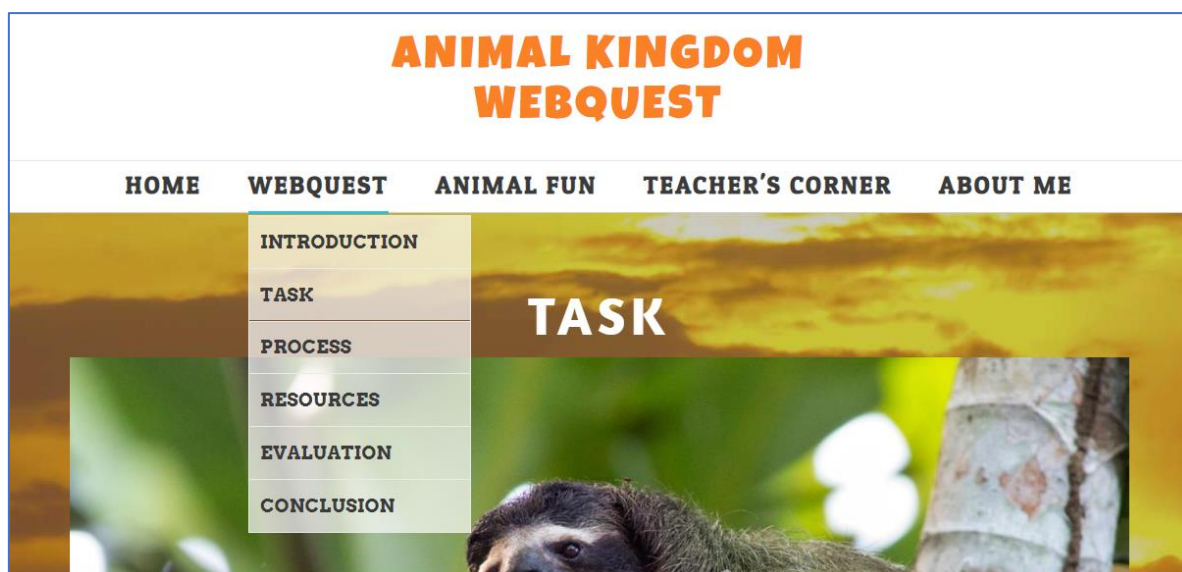 ANIMAL KINGDOM
WEBQUEST
HOME WEBQUEST ANIMAL FUN TEACHER'S CORNER ABOUT ME
INTRODUCTION
TASK
PROCESS
RESOURCES
EVALUATION
CONCLUSION
TASK